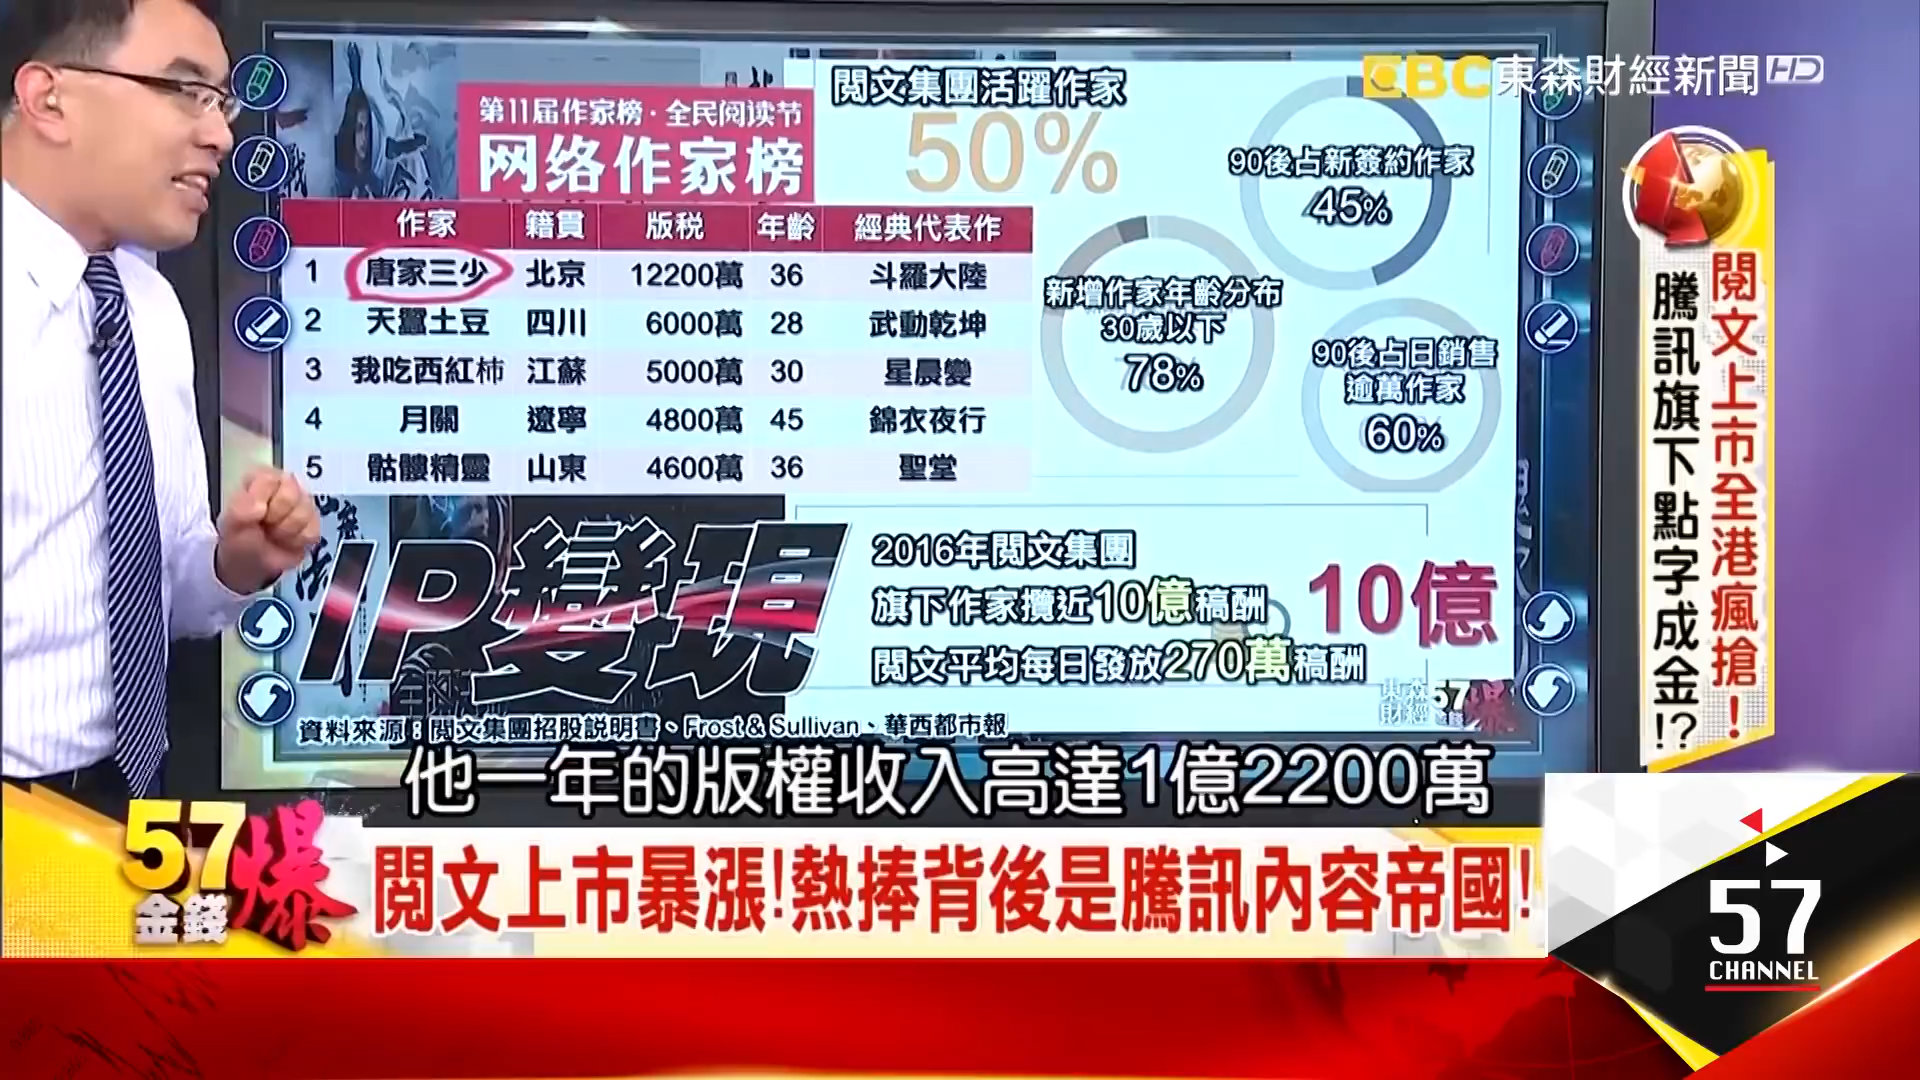 EBC東森財經新聞HD
第11届作家榜·全民阅读节
网络作家榜
作家 籍貫 版税 年齡 經典代表作
1 唐家三少 北京 12200萬 36 斗羅大陸
2 天蠶土豆 四川 6000萬 28 武動乾坤
3 我吃西紅柿 江蘇 5000萬 30 星晨變
4 月關 遼寧 4800萬 45 錦衣夜行
5 骷髏精靈 山東 4600萬 36 聖堂
閱文集團活躍作家
50%
90後占新簽約作家
45%
新增作家年齡分布
30歲以下
78%
90後占日銷售
逾萬作家
60%
IP變現
2016年閱文集團
旗下作家攬近10億稿酬
閱文平均每日發放270萬稿酬
10億
東森財經
57
爆
資料來源：閱文集團招股說明書、Frost & Sullivan、華西都市報
閱文上市全港瘋搶！
騰訊旗下點字成金!?
他一年的版權收入高達1億2200萬
57金錢爆
閱文上市暴漲!熱捧背後是騰訊內容帝國!
57
CHANNEL